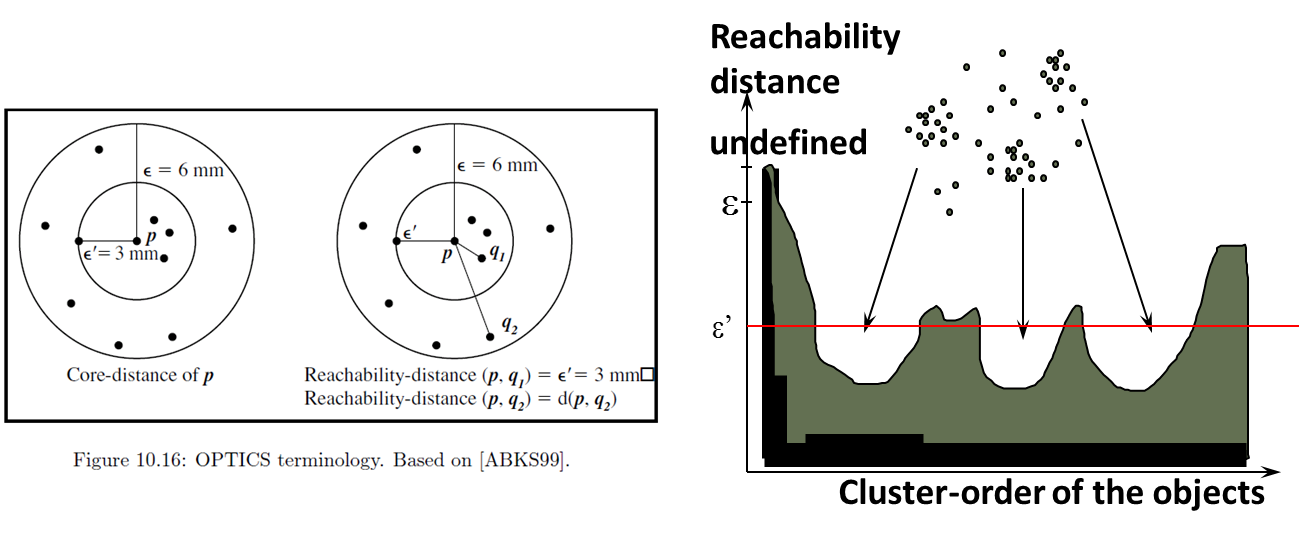 ϵ = 6 mm
p
ϵ′= 3 mm
Core-distance of p
ϵ = 6 mm
ϵ′
p
q1
q2
Reachability-distance (p, q1) = ϵ′= 3 mm
Reachability-distance (p, q2) = d(p, q2)
Figure 10.16: OPTICS terminology. Based on [ABKS99].
Reachability
distance
undefined
ε
ε’
Cluster-order of the objects